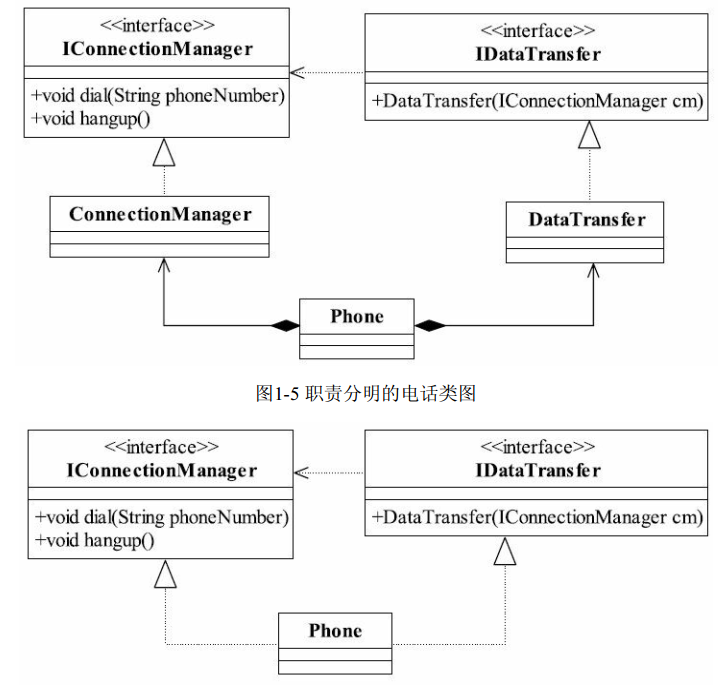 <<interface>>
IConnectionManager
+void dial(String phoneNumber)
+void hangup()
<<interface>>
IDataTransfer
+DataTransfer(IConnectionManager cm)
ConnectionManager
DataTransfer
Phone
图1-5 职责分明的电话类图
<<interface>>
IConnectionManager
+void dial(String phoneNumber)
+void hangup()
<<interface>>
IDataTransfer
+DataTransfer(IConnectionManager cm)
Phone